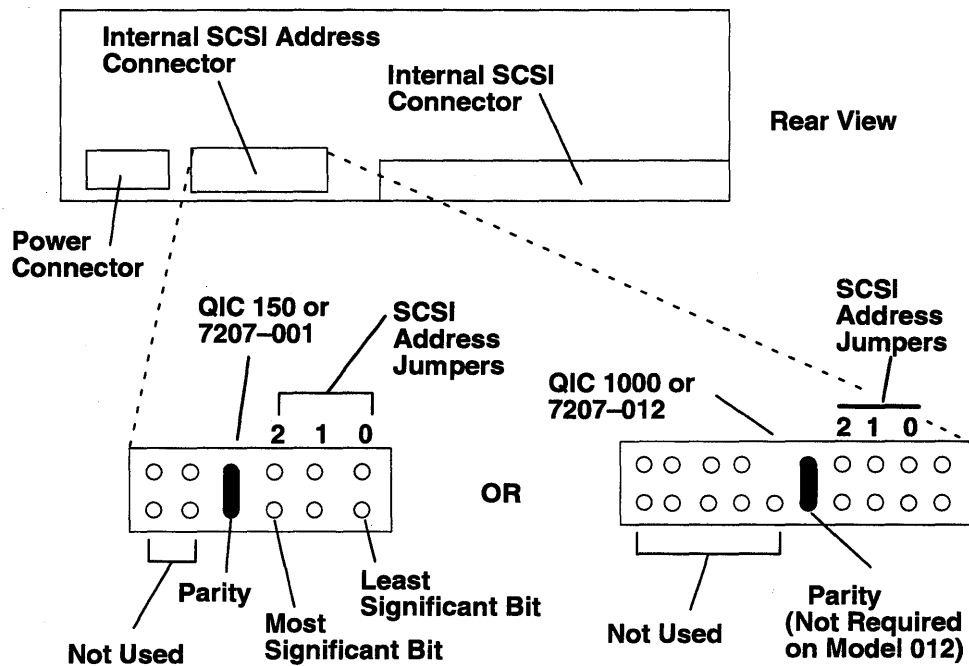 Internal SCSI Address
Connector
Internal SCSI
Connector
Rear View
Power
Connector
QIC 150 or
7207–001
SCSI
Address
Jumpers
2 1 0
SCSI
Address
Jumpers
QIC 1000 or
7207–012
2 1 0
OR
Parity
Not Used
Most
Significant Bit
Least
Significant Bit
Not Used
Parity
(Not Required
on Model 012)